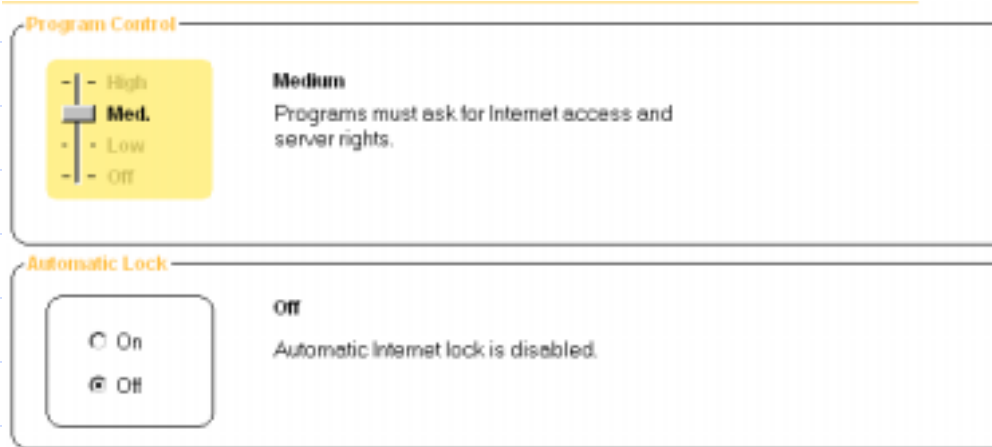 Program Control
High
Med.
Low
Off
Medium
Programs must ask for Internet access and
server rights.
Automatic Lock
On
Off
Off
Automatic Internet lock is disabled.